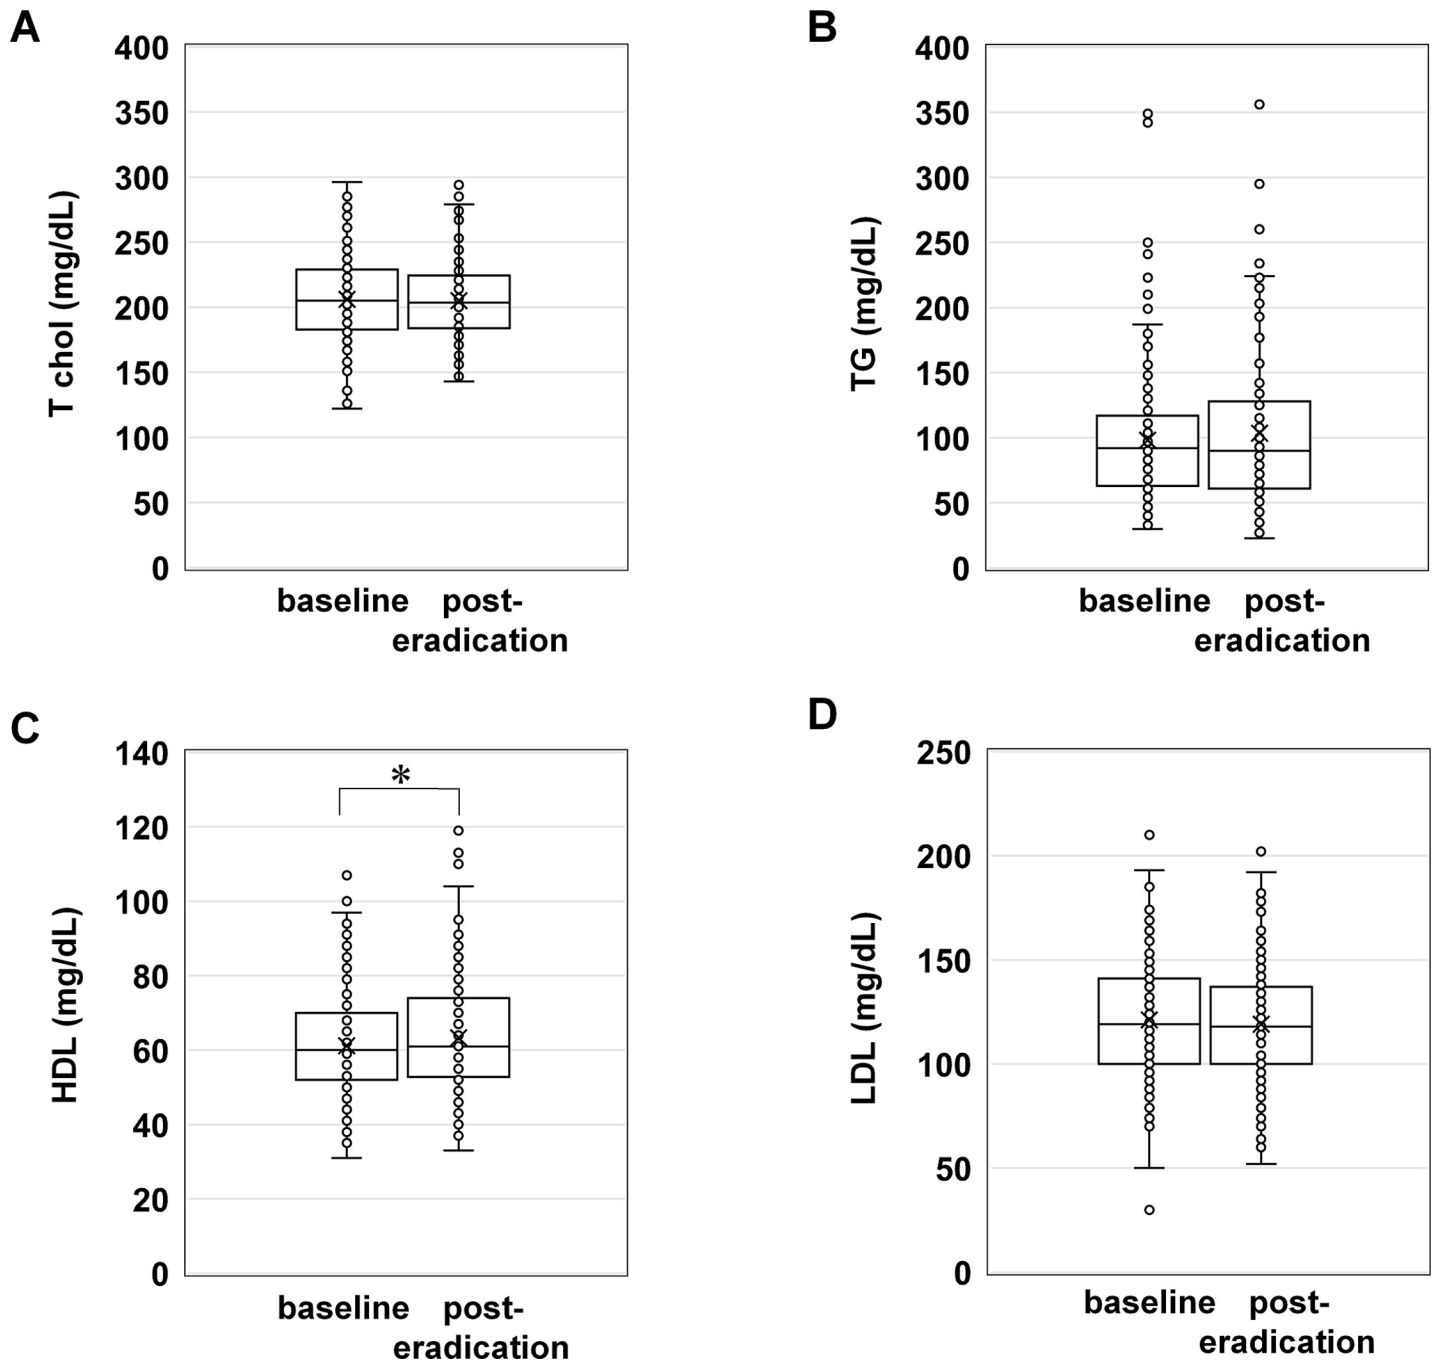 A
T chol (mg/dL)
400
350
300
250
200
150
100
50
0
baseline
post-
eradication
B
TG (mg/dL)
400
350
300
250
200
150
100
50
0
baseline
post-
eradication
C
HDL (mg/dL)
140
120
100
80
60
40
20
0
*
baseline
post-
eradication
D
LDL (mg/dL)
250
200
150
100
50
0
baseline
post-
eradication